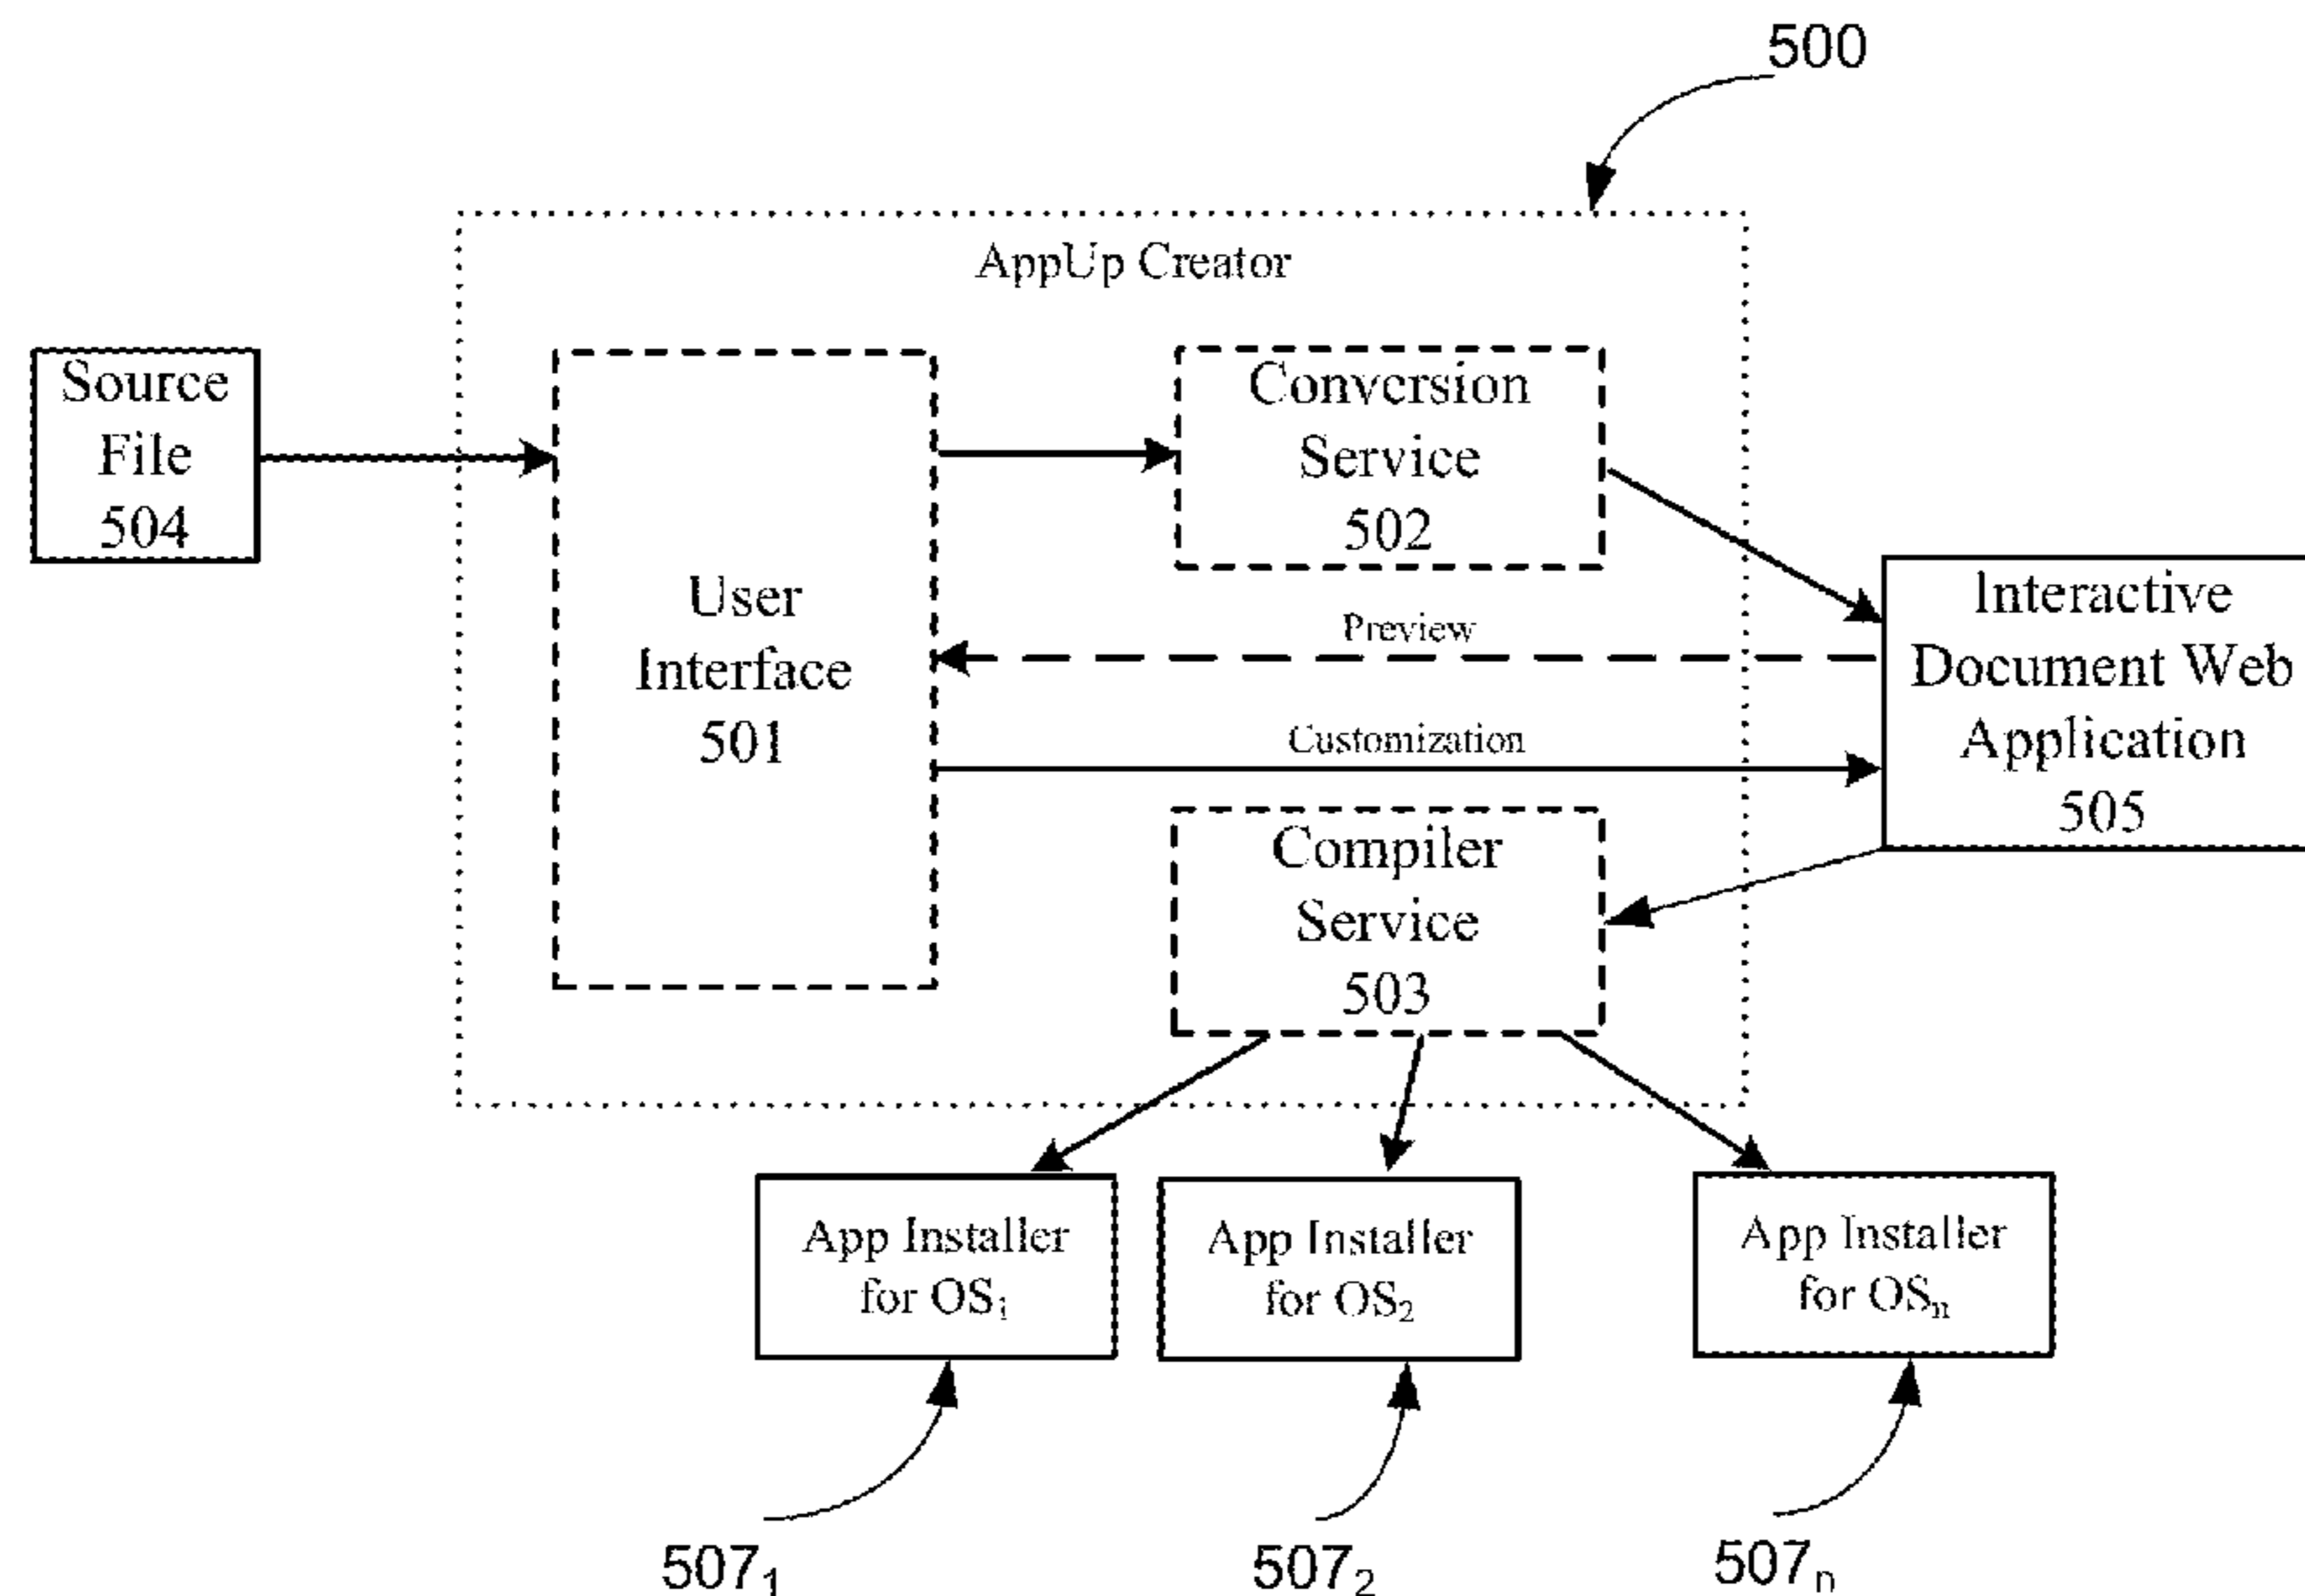 500
AppUp Creator
Source
File
504
User
Interface
501
Conversion
Service
502
Preview
Customization
Interactive
Document Web
Application
505
Compiler
Service
503
App Installer
for OS₁
App Installer
for OS₂
App Installer
for OSₙ
507₁
507₂
507ₙ